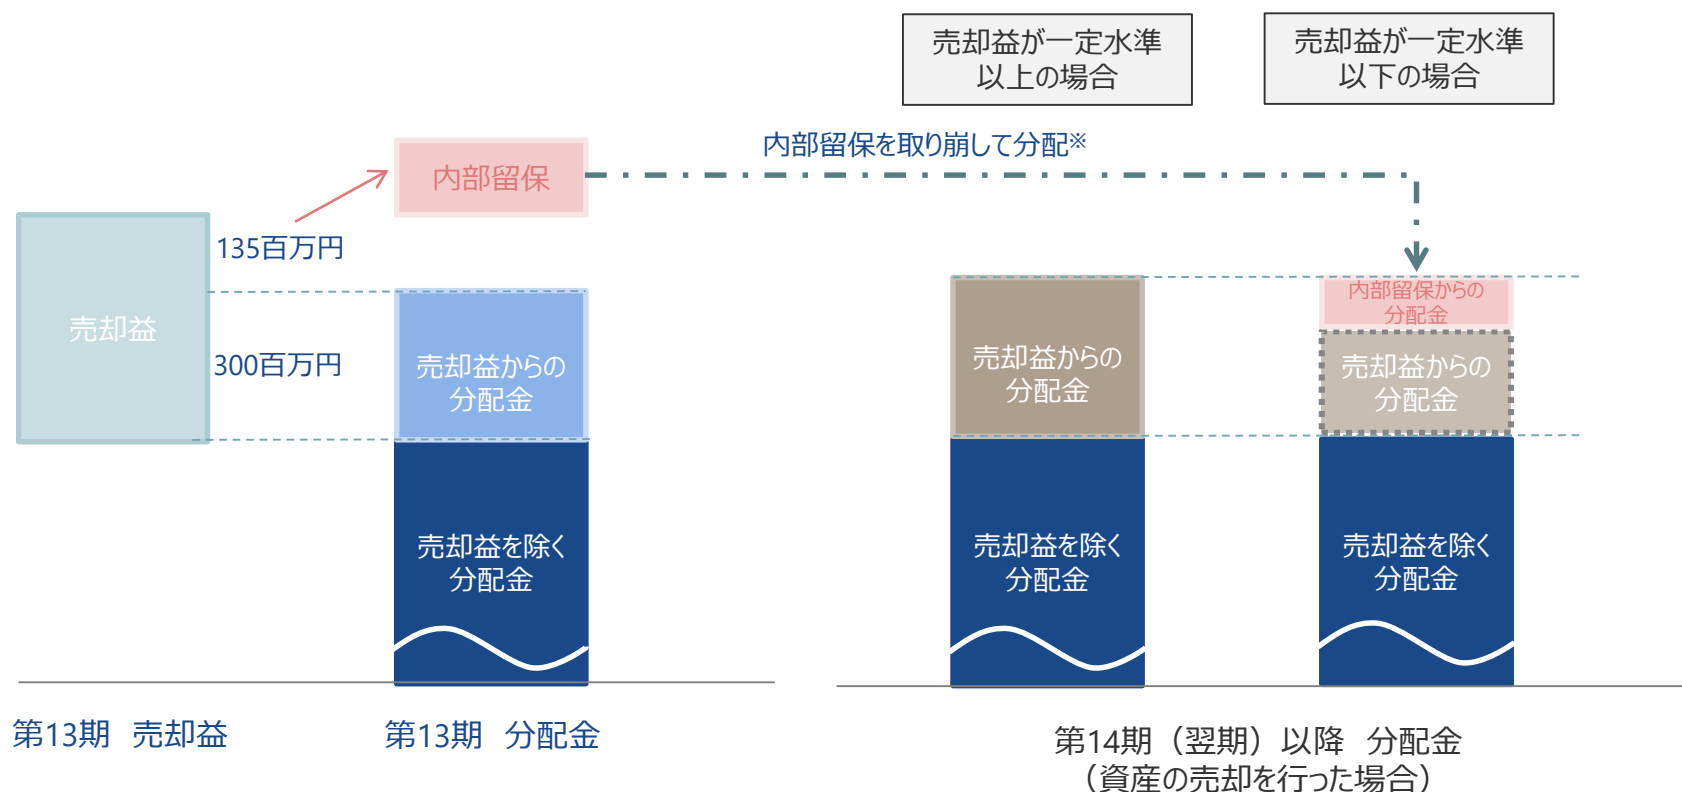 売却益が一定水準
以上の場合
売却益が一定水準
以下の場合
内部留保を取り崩して分配※
内部留保
135百万円
売却益
300百万円
売却益からの
分配金
売却益を除く
分配金
売却益からの
分配金
売却益を除く
分配金
内部留保からの
分配金
売却益からの
分配金
売却益を除く
分配金
第13期 売却益
第13期 分配金
第14期（翌期）以降 分配金
（資産の売却を行った場合）